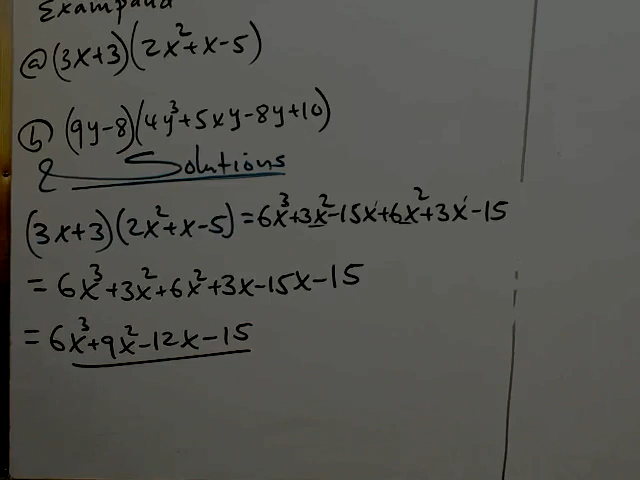 Exampand
ⓐ (3x+3)(2x²+x-5)
ⓑ (9y-8)(4y³+5xy-8y+10)
Solutions
(3x+3)(2x²+x-5)=6x³+3x²-15x+6x²+3x-15
= 6x³+3x²+6x²+3x-15x-15
= 6x³+9x²-12x-15